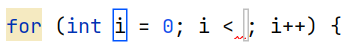 for (int i = 0; i < ; i++) {